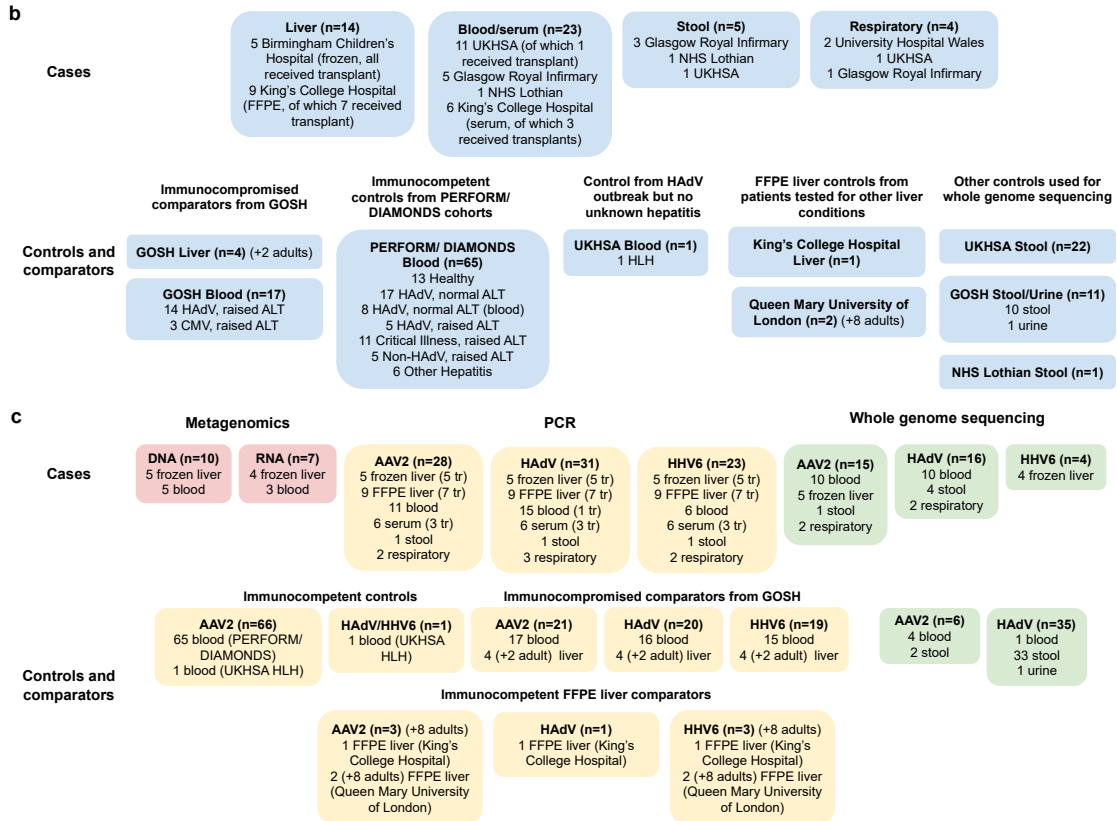 b
Cases
Liver (n=14)
5 Birmingham Children's
Hospital (frozen, all
received transplant)
9 King's College Hospital
(FFPE, of which 7 received
transplant)
Blood/serum (n=23)
11 UKHSA (of which 1
received transplant)
5 Glasgow Royal Infirmary
1 NHS Lothian
6 King's College Hospital
(serum, of which 3
received transplants)
Stool (n=5)
3 Glasgow Royal Infirmary
1 NHS Lothian
1 UKHSA
Respiratory (n=4)
2 University Hospital Wales
1 UKHSA
1 Glasgow Royal Infirmary
Controls and
comparators
Immunocompromised
comparators from GOSH
GOSH Liver (n=4) (+2 adults)
GOSH Blood (n=17)
14 HAdV, raised ALT
3 CMV, raised ALT
Immunocompetent
controls from PERFORM/
DIAMONDS cohorts
PERFORM/ DIAMONDS
Blood (n=65)
13 Healthy
17 HAdV, normal ALT
8 HAdV, normal ALT (blood)
5 HAdV, raised ALT
11 Critical Illness, raised ALT
5 Non-HAdV, raised ALT
6 Other Hepatitis
Control from HAdV
outbreak but no
unknown hepatitis
UKHSA Blood (n=1)
1 HLH
FFPE liver controls from
patients tested for other liver
conditions
King's College Hospital
Liver (n=1)
Queen Mary University of
London (n=2) (+8 adults)
Other controls used for
whole genome sequencing
UKHSA Stool (n=22)
GOSH Stool/Urine (n=11)
10 stool
1 urine
NHS Lothian Stool (n=1)
c
Metagenomics
PCR
Whole genome sequencing
Cases
DNA (n=10)
5 frozen liver
5 blood
RNA (n=7)
4 frozen liver
3 blood
AAV2 (n=28)
5 frozen liver (5 tr)
9 FFPE liver (7 tr)
11 blood
6 serum (3 tr)
1 stool
2 respiratory
HAdV (n=31)
5 frozen liver (5 tr)
9 FFPE liver (7 tr)
15 blood (1 tr)
6 serum (3 tr)
1 stool
3 respiratory
HHV6 (n=23)
5 frozen liver (5 tr)
9 FFPE liver (7 tr)
6 blood
6 serum (3 tr)
1 stool
2 respiratory
AAV2 (n=15)
10 blood
5 frozen liver
1 stool
2 respiratory
HAdV (n=16)
10 blood
4 stool
2 respiratory
HHV6 (n=4)
4 frozen liver
Controls and
comparators
Immunocompetent controls
AAV2 (n=66)
65 blood (PERFORM/
DIAMONDS)
1 blood (UKHSA HLH)
HAdV/HHV6 (n=1)
1 blood (UKHSA
HLH)
Immunocompromised comparators from GOSH
AAV2 (n=21)
17 blood
4 (+2 adult) liver
HAdV (n=20)
16 blood
4 (+2 adult) liver
HHV6 (n=19)
15 blood
4 (+2 adult) liver
AAV2 (n=6)
4 blood
2 stool
HAdV (n=35)
1 blood
33 stool
1 urine
Immunocompetent FFPE liver comparators
AAV2 (n=3) (+8 adults)
1 FFPE liver (King's
College Hospital)
2 (+8 adults) FFPE liver
(Queen Mary University
of London)
HAdV (n=1)
1 FFPE liver (King's
College Hospital)
HHV6 (n=3) (+8 adults)
1 FFPE liver (King's
College Hospital)
2 (+8 adults) FFPE liver
(Queen Mary University
of London)